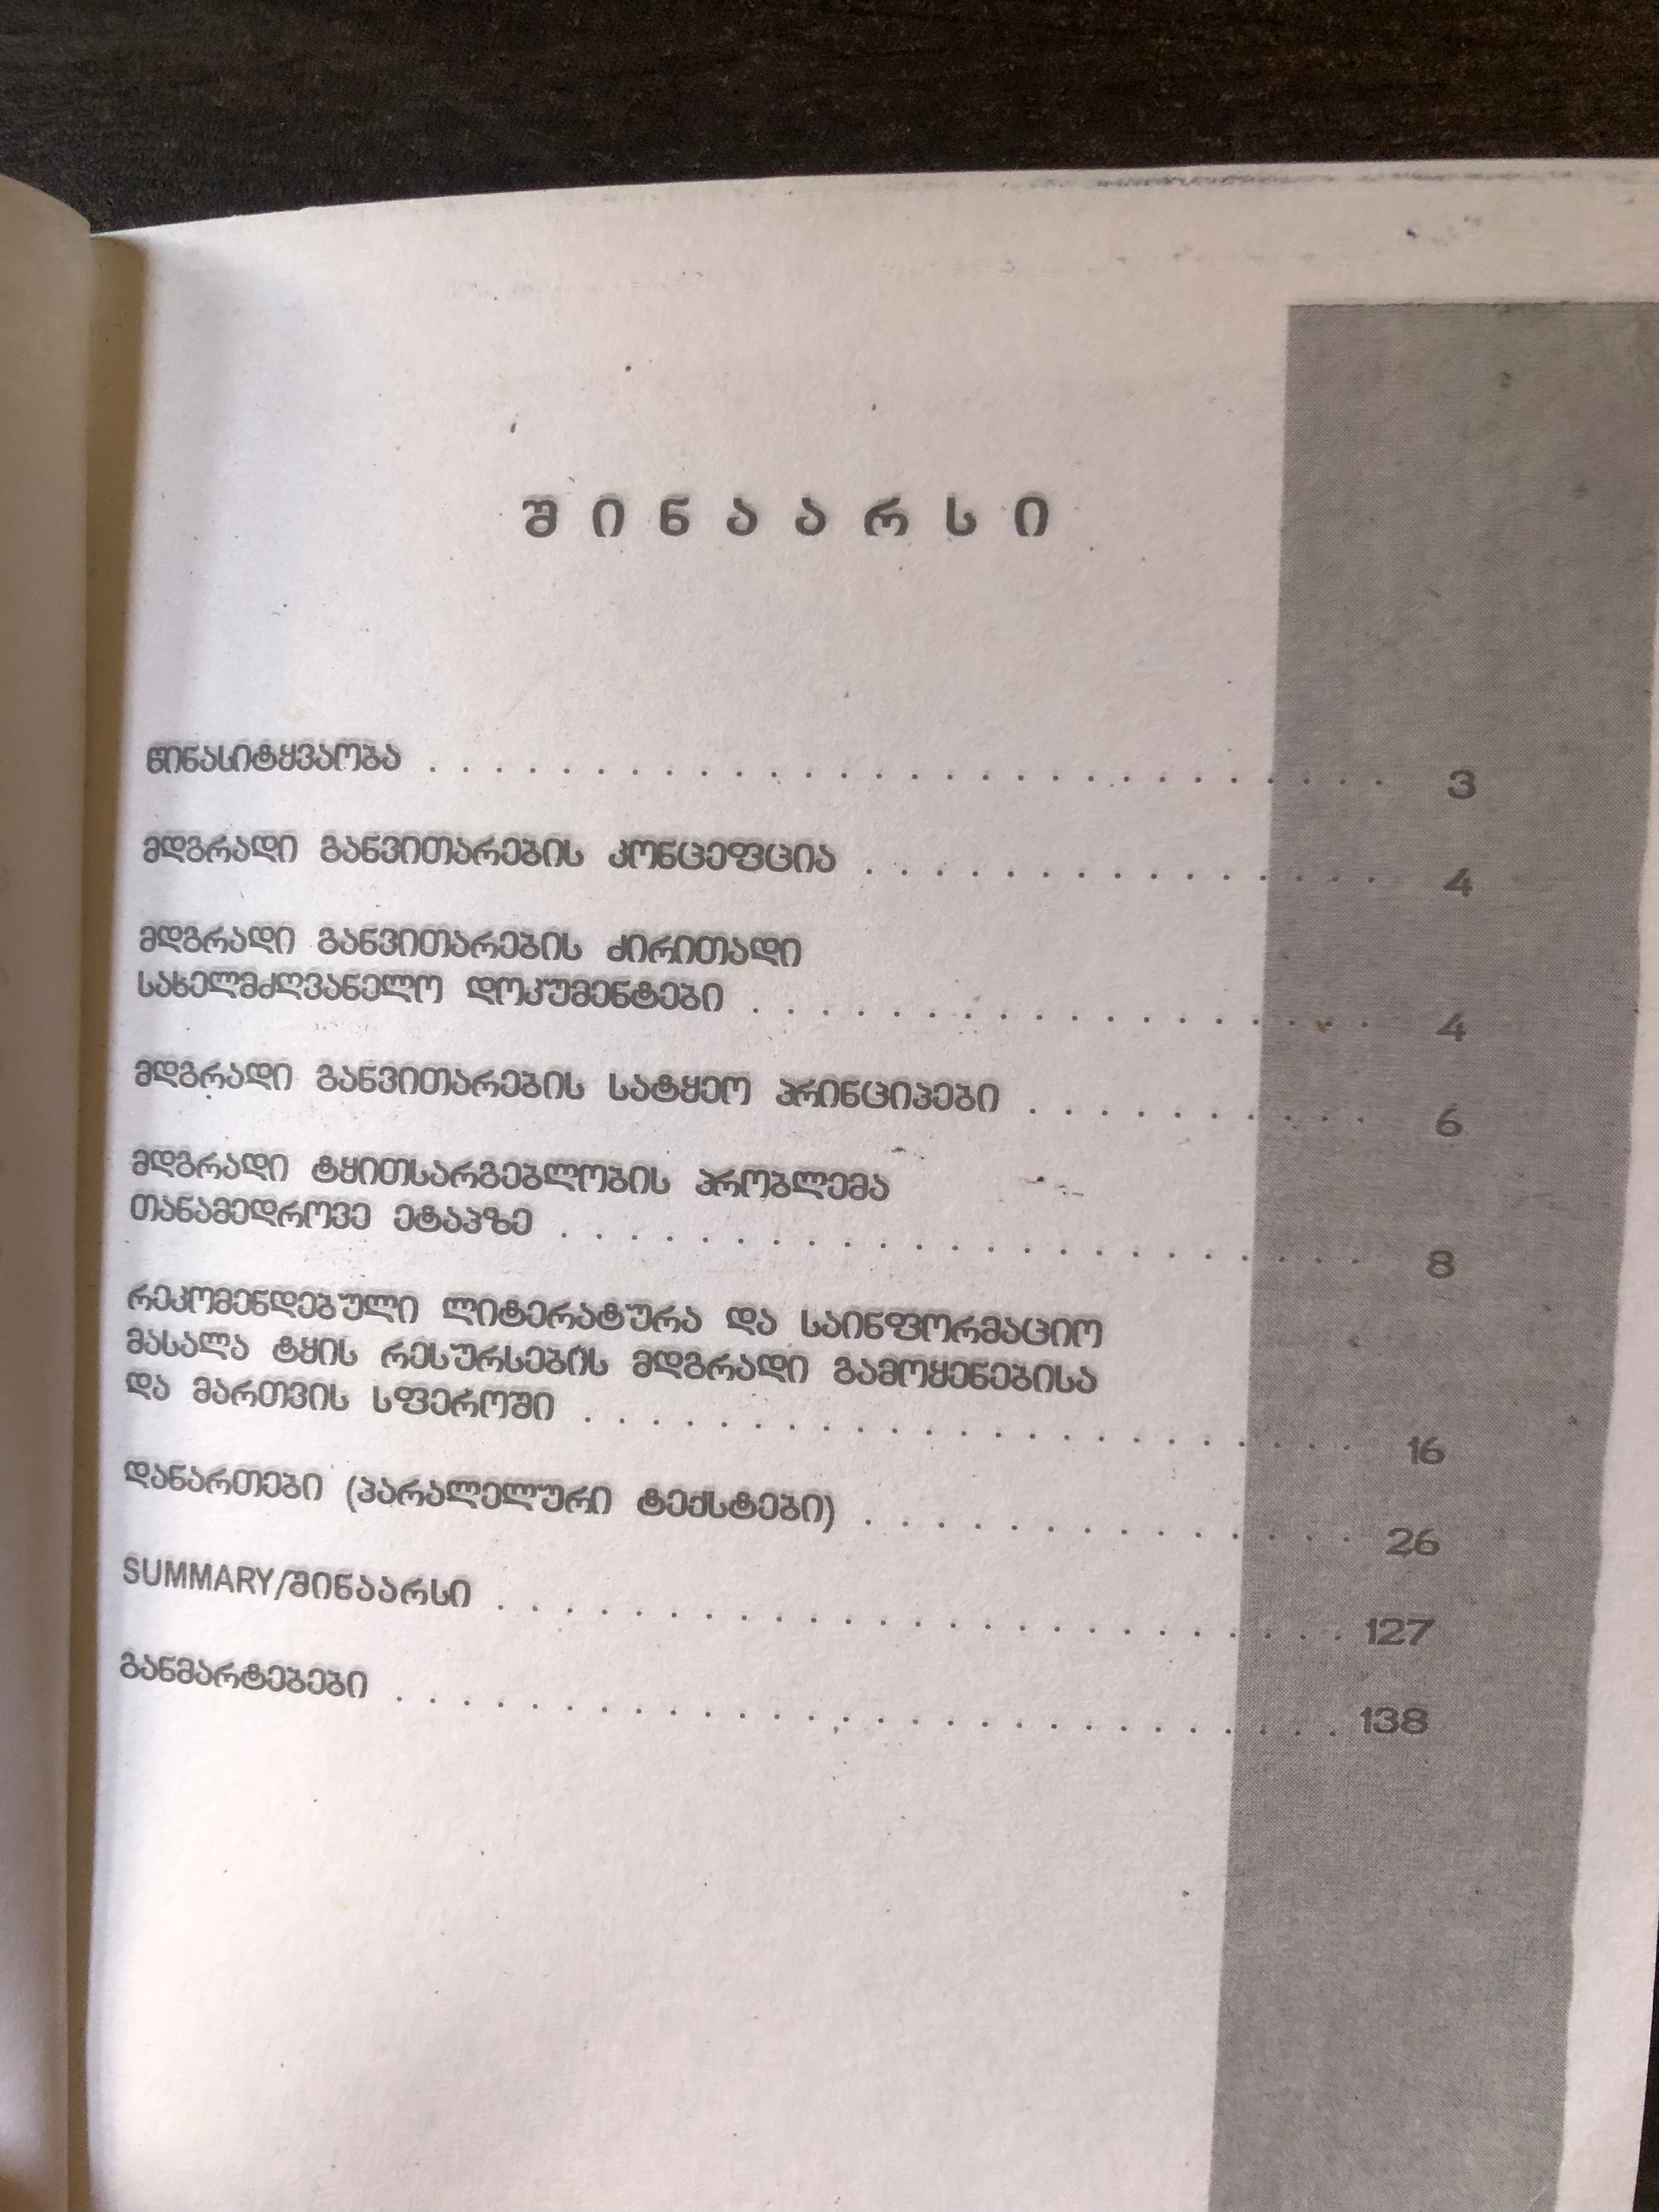 შინაარსი
წინასიტყვაობა . . . . . . . . . . . . . . . . . . . . . . . . . . . . 3
მდგრადი განვითარების კონცეფცია . . . . . . . . . . . . . . . 4
მდგრადი განვითარების ძირითადი
სახელმძღვანელო დოკუმენტები . . . . . . . . . . . . . . . . . . 4
მდგრადი განვითარების სატყეო პრინციპები . . . . . . . . . . 6
მდგრადი ტყითსარგებლობის პრობლემა
თანამედროვე ეტაპზე . . . . . . . . . . . . . . . . . . . . . . . 8
რეკომენდებული ლიტერატურა და საინფორმაციო
მასალა ტყის რესურსების მდგრადი გამოყენებისა
და მართვის სფეროში . . . . . . . . . . . . . . . . . . . . . . . 16
დანართები (პარალელური ტექსტები) . . . . . . . . . . . . . . 26
SUMMARY/შინაარსი . . . . . . . . . . . . . . . . . . . . . . . . . 127
განმარტებები . . . . . . . . . . . . . . . . . . . . . . . . . . . . 138